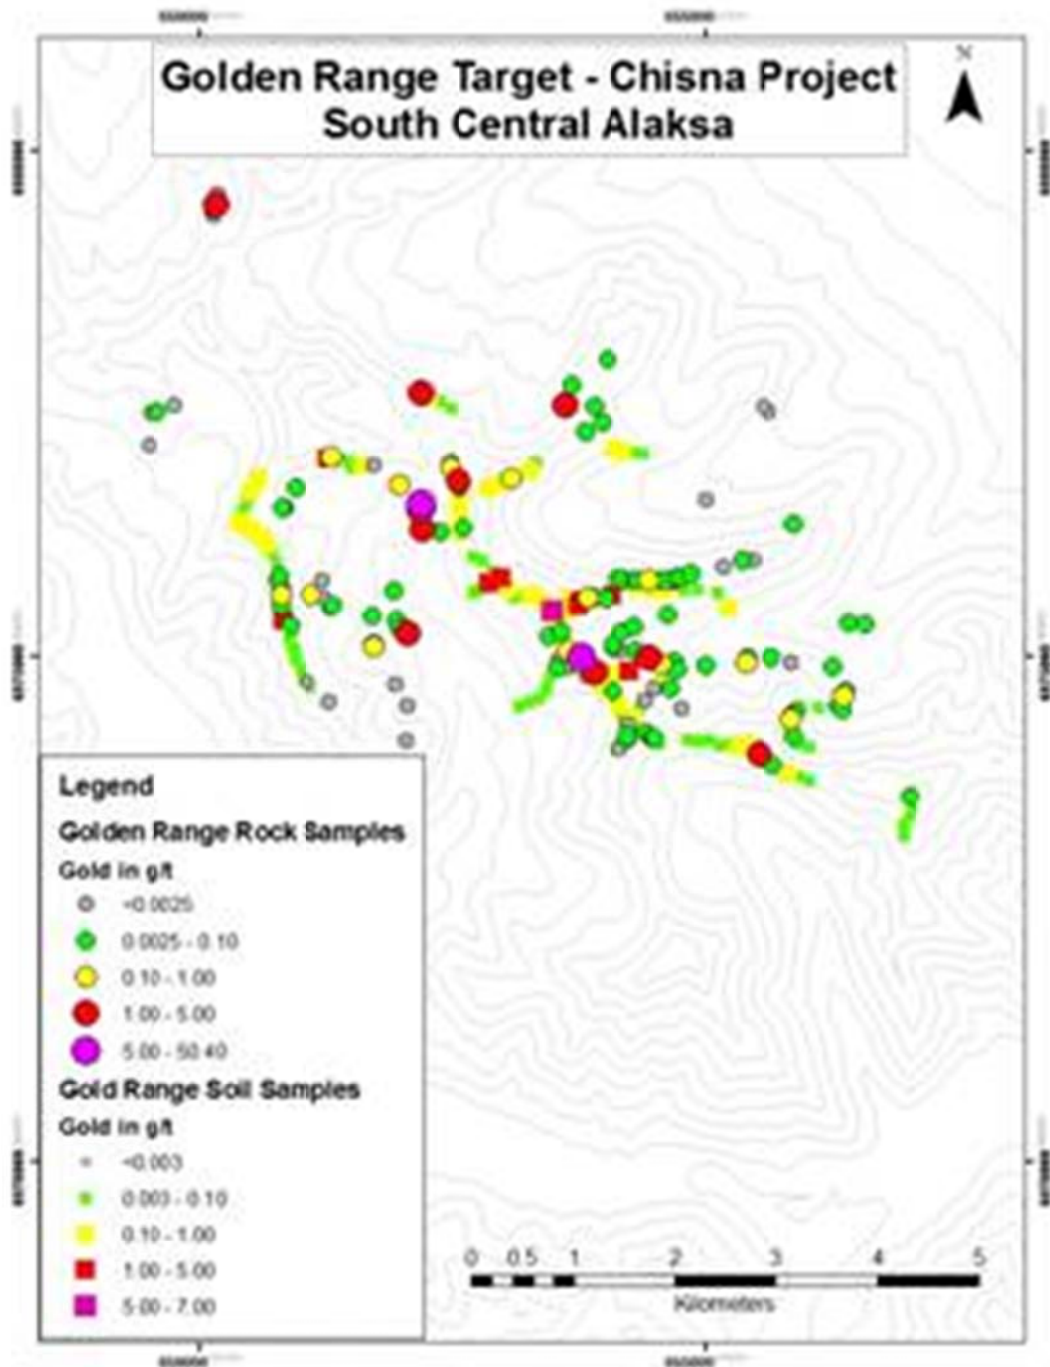 Golden Range Target - Chisna Project
South Central Alaksa
N
Legend
Golden Range Rock Samples
Gold in g/t
<0.0025
0.0025 - 0.10
0.10 - 1.00
1.00 - 5.00
5.00 - 50.40
Gold Range Soil Samples
Gold in g/t
<0.003
0.003 - 0.10
0.10 - 1.00
1.00 - 5.00
5.00 - 7.00
0 0.5 1 2 3 4 5
Kilometers